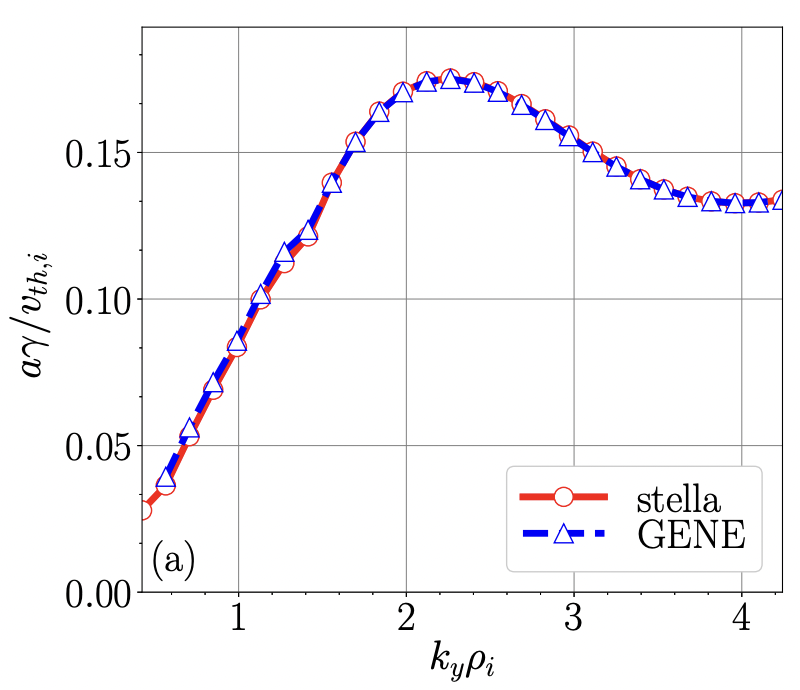 aγ/v_{th,i}
0.15
0.10
0.05
0.00
(a)
stella
GENE
1 2 3 4
k_yρ_i